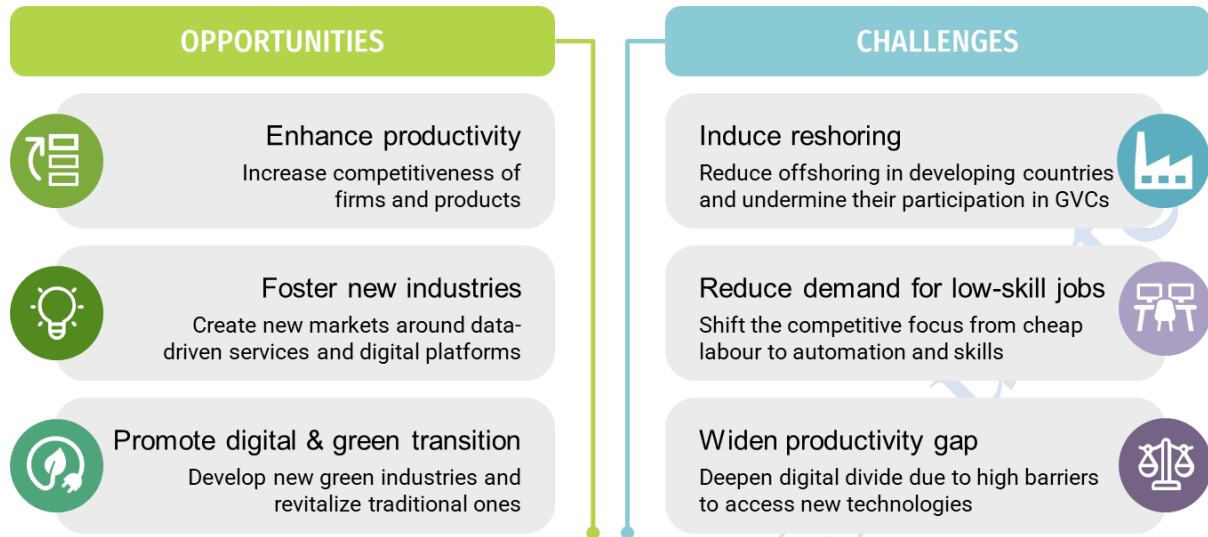 OPPORTUNITIES
Enhance productivity
Increase competitiveness of
firms and products
Foster new industries
Create new markets around data-
driven services and digital platforms
Promote digital & green transition
Develop new green industries and
revitalize traditional ones
CHALLENGES
Induce reshoring
Reduce offshoring in developing countries
and undermine their participation in GVCs
Reduce demand for low-skill jobs
Shift the competitive focus from cheap
labour to automation and skills
Widen productivity gap
Deepen digital divide due to high barriers
to access new technologies